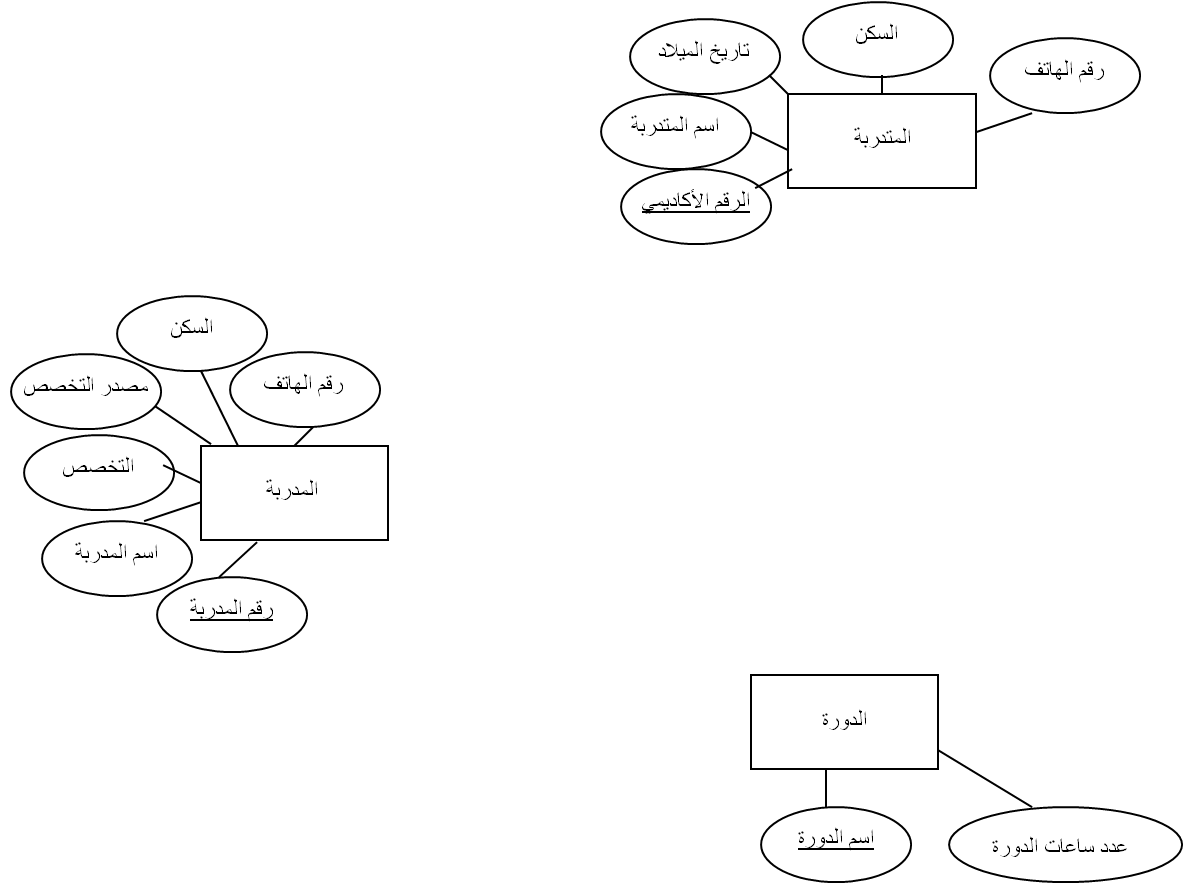 السكن
تاريخ الميلاد
رقم الهاتف
اسم المتدربة
المتدربة
الرقم الأكاديمي
السكن
مصدر التخصص
رقم الهاتف
التخصص
المدربة
اسم المدربة
رقم المدربة
الدورة
اسم الدورة
عدد ساعات الدورة